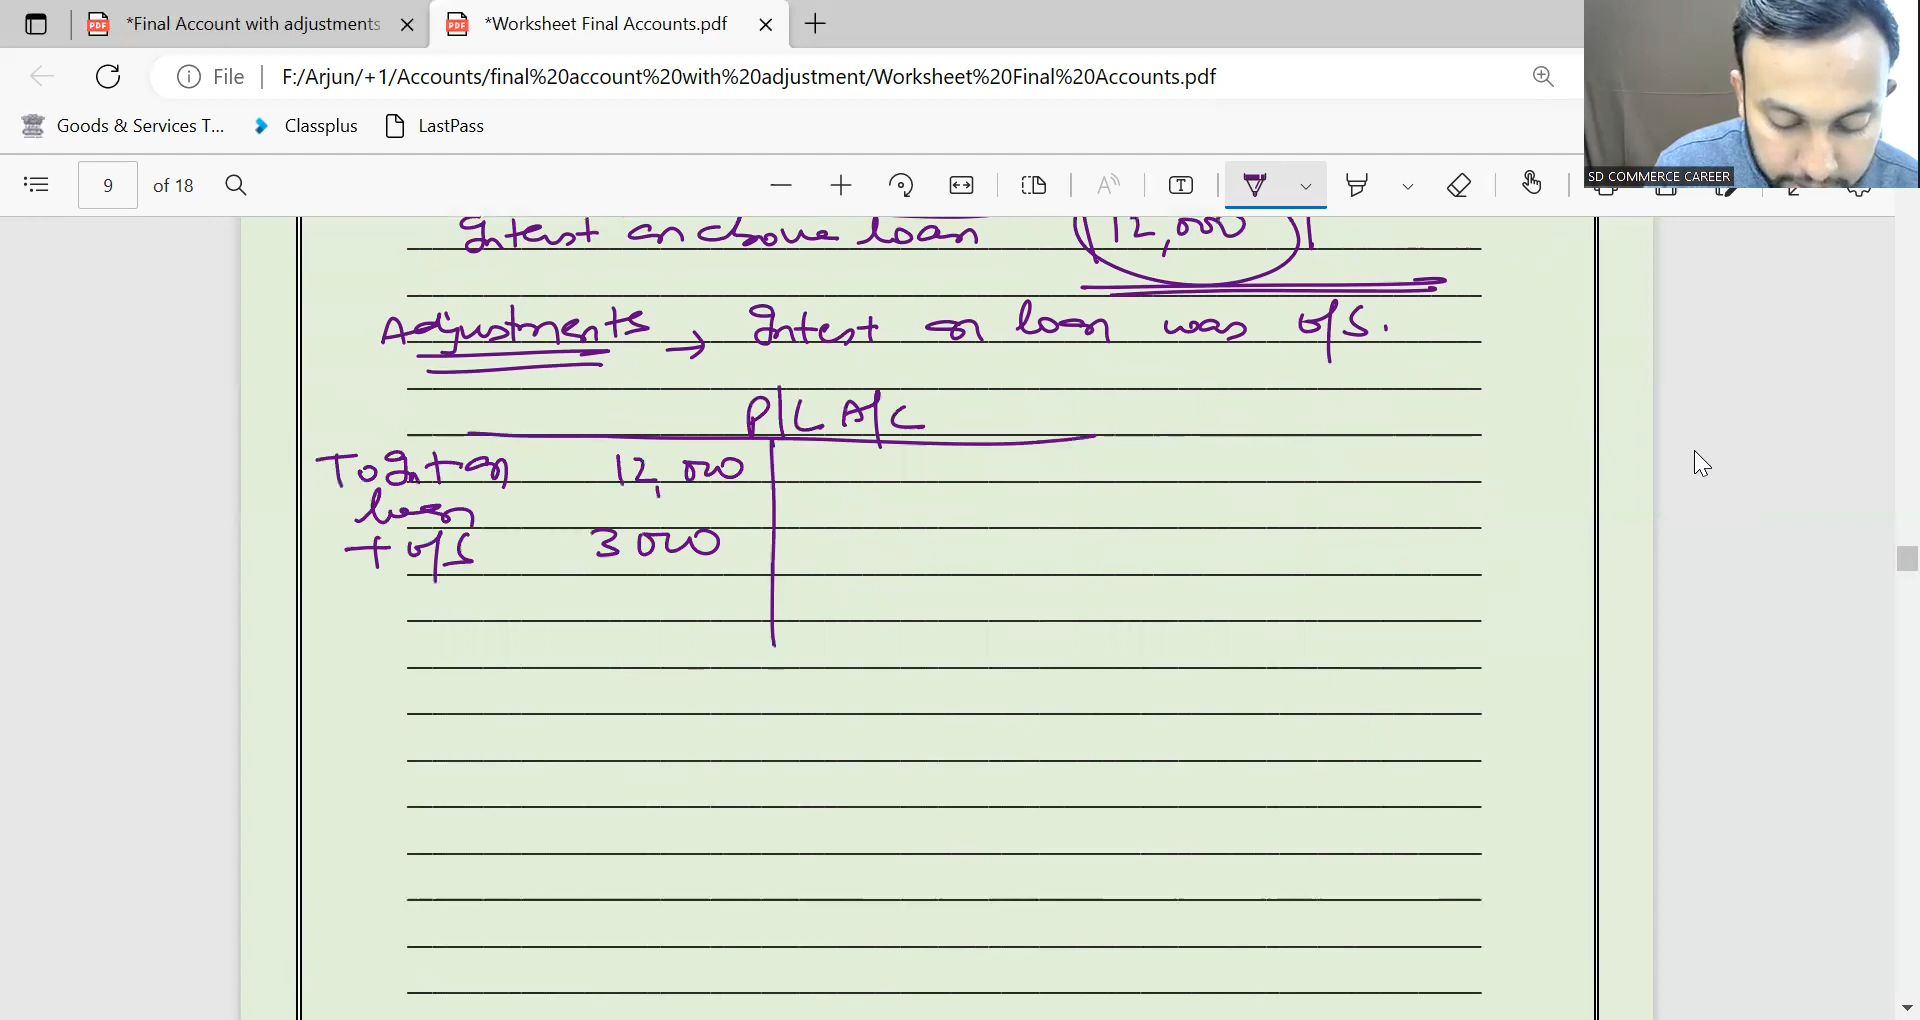 *Final Account with adjustments
*Worksheet Final Accounts.pdf
File
F:/Arjun/+1/Accounts/final%20account%20with%20adjustment/Worksheet%20Final%20Accounts.pdf
Goods & Services T...
Classplus
LastPass
SD COMMERCE CAREER
9 of 18
Interst on above loan 12,000
Adjustments → Intest on loan was o/s.
P/L A/C
To Int on 12,000
loan
+ o/s 3000